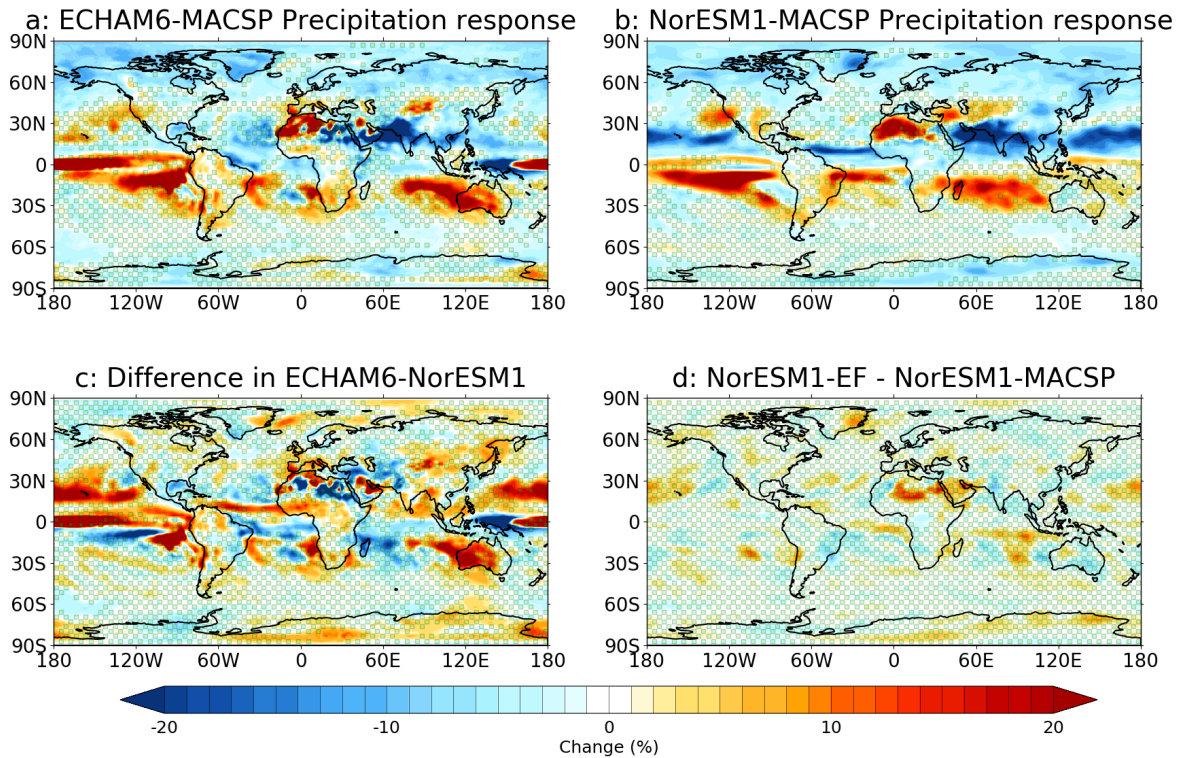 a: ECHAM6-MACSP Precipitation response
b: NorESM1-MACSP Precipitation response
90N
60N
30N
0
30S
60S
90S
180 120W 60W 0 60E 120E 180
90N
60N
30N
0
30S
60S
90S
180 120W 60W 0 60E 120E 180
c: Difference in ECHAM6-NorESM1
d: NorESM1-EF - NorESM1-MACSP
90N
60N
30N
0
30S
60S
90S
180 120W 60W 0 60E 120E 180
90N
60N
30N
0
30S
60S
90S
180 120W 60W 0 60E 120E 180
-20 -10 0 10 20
Change (%)